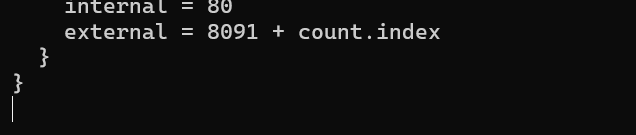 internal = 80
external = 8091 + count.index
}
}